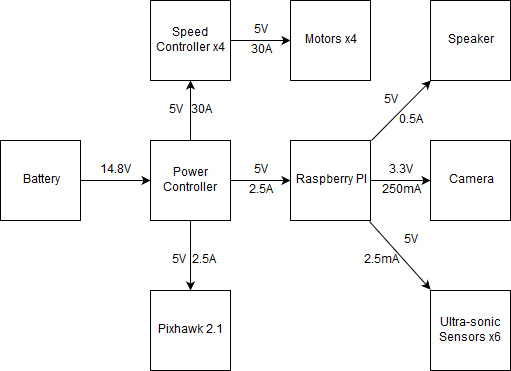 Speed
Controller x4
5V
30A
Motors x4
Speaker
5V 30A
5V
0.5A
Battery
14.8V
Power
Controller
5V
2.5A
Raspberry PI
3.3V
250mA
Camera
5V 2.5A
5V
2.5mA
Pixhawk 2.1
Ultra-sonic
Sensors x6